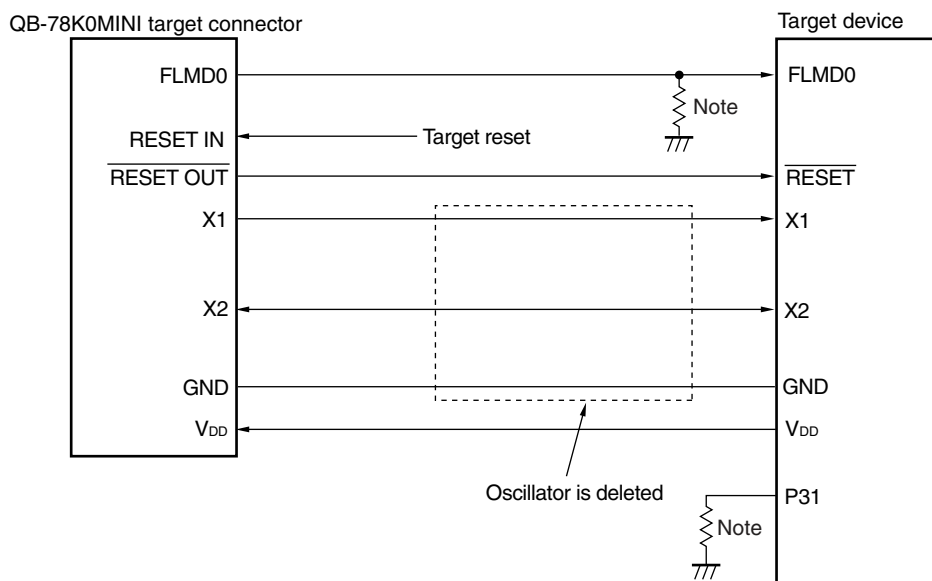 QB-78K0MINI target connector
Target device
FLMD0
FLMD0
Note
RESET IN
Target reset
RESET OUT
RESET
X1
X1
X2
X2
GND
GND
VDD
VDD
Oscillator is deleted
P31
Note